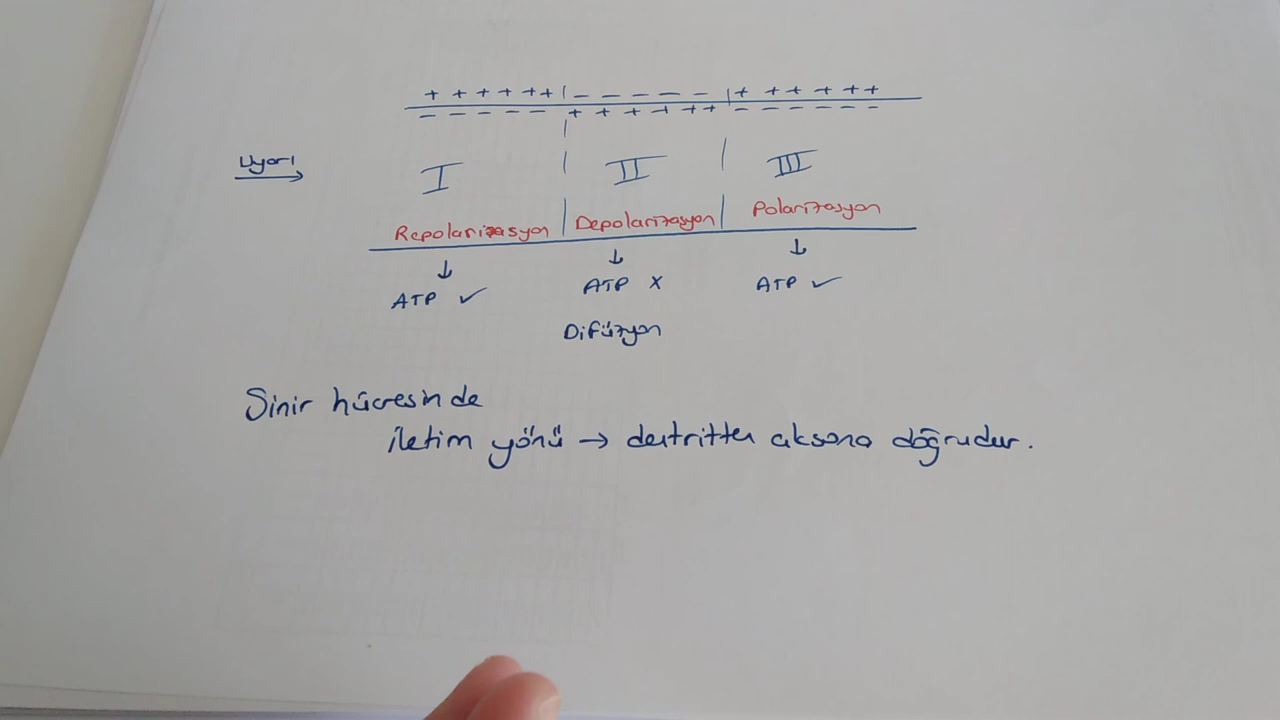 + + + + + + | − − − − − | + + + + + +
− − − − − | + + + + + + | − − − − − −
Uyarı → I | II | III
Repolarizasyon | Depolarizasyon | Polarizasyon
↓ ↓ ↓
ATP ✓ ATP x ATP ✓
Difüzyon
Sinir hücresinde
iletim yönü → dentritten aksona doğrudur.